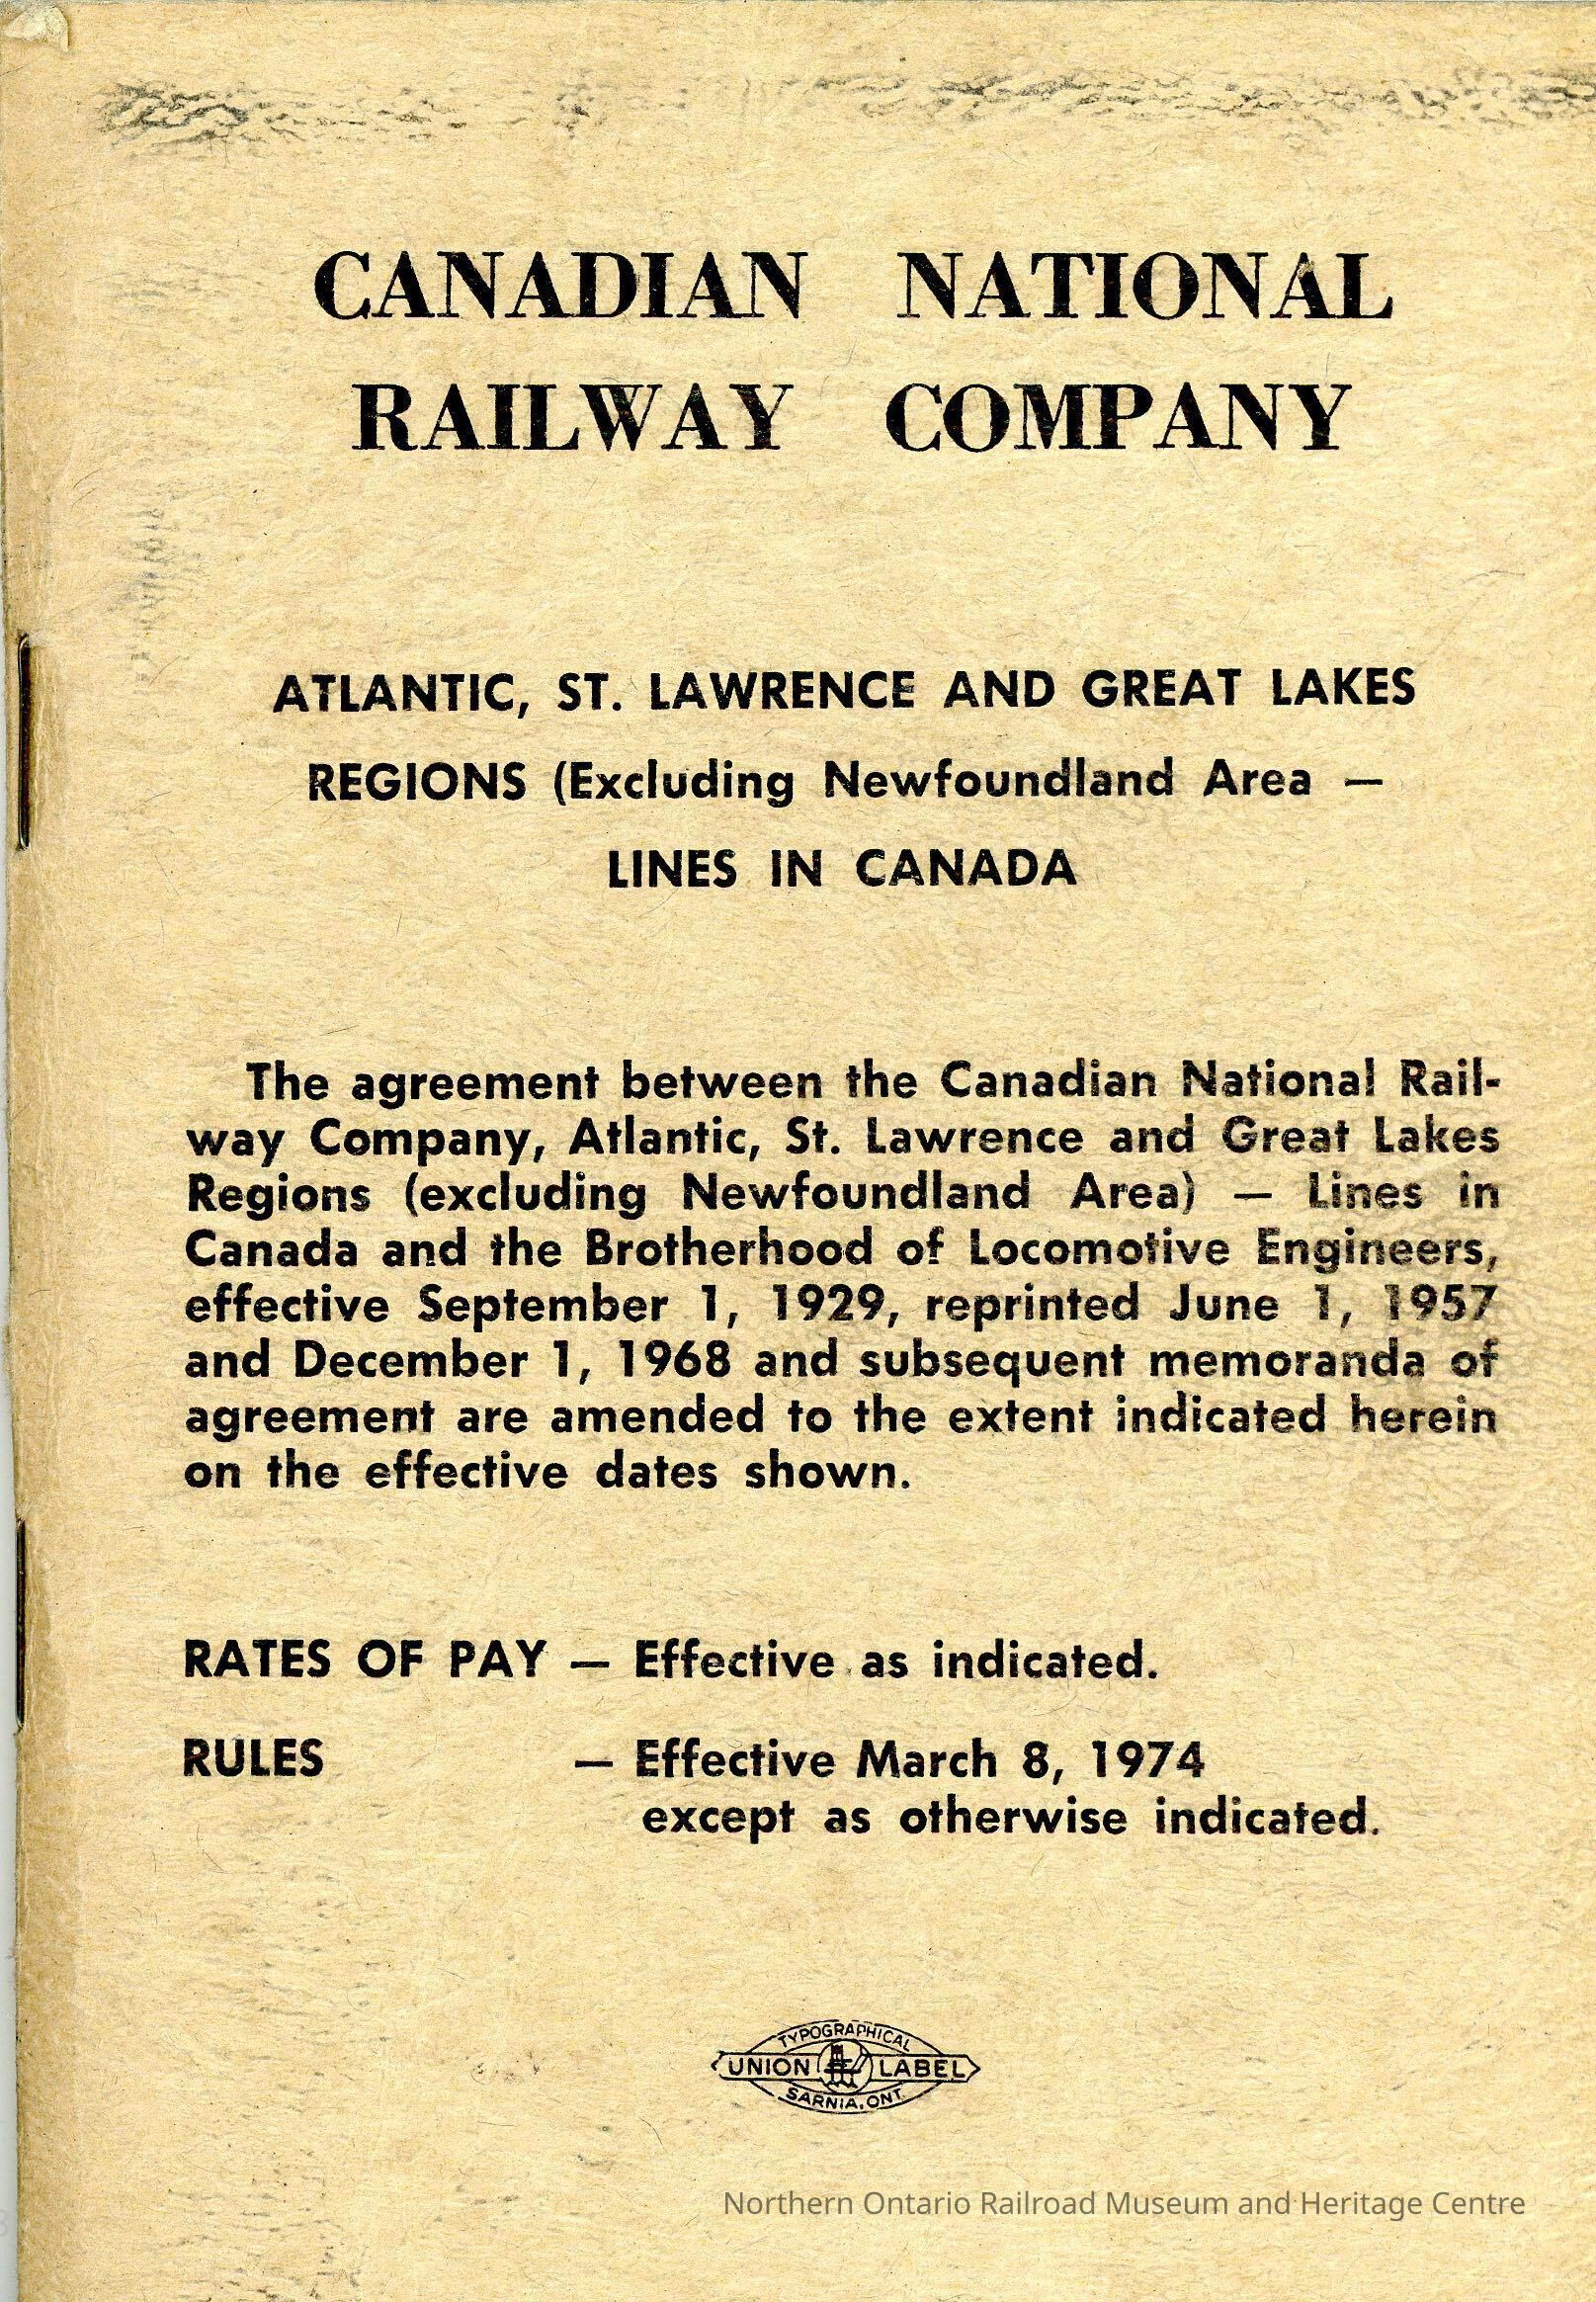 CANADIAN NATIONAL
RAILWAY COMPANY
ATLANTIC, ST. LAWRENCE AND GREAT LAKES
REGIONS (Excluding Newfoundland Area —
LINES IN CANADA
The agreement between the Canadian National Rail-
way Company, Atlantic, St. Lawrence and Great Lakes
Regions (excluding Newfoundland Area) — Lines in
Canada and the Brotherhood of Locomotive Engineers,
effective September 1, 1929, reprinted June 1, 1957
and December 1, 1968 and subsequent memoranda of
agreement are amended to the extent indicated herein
on the effective dates shown.
RATES OF PAY — Effective as indicated.
RULES — Effective March 8, 1974
except as otherwise indicated.
TYPOGRAPHICAL
UNION LABEL
SARNIA, ONT.
Northern Ontario Railroad Museum and Heritage Centre